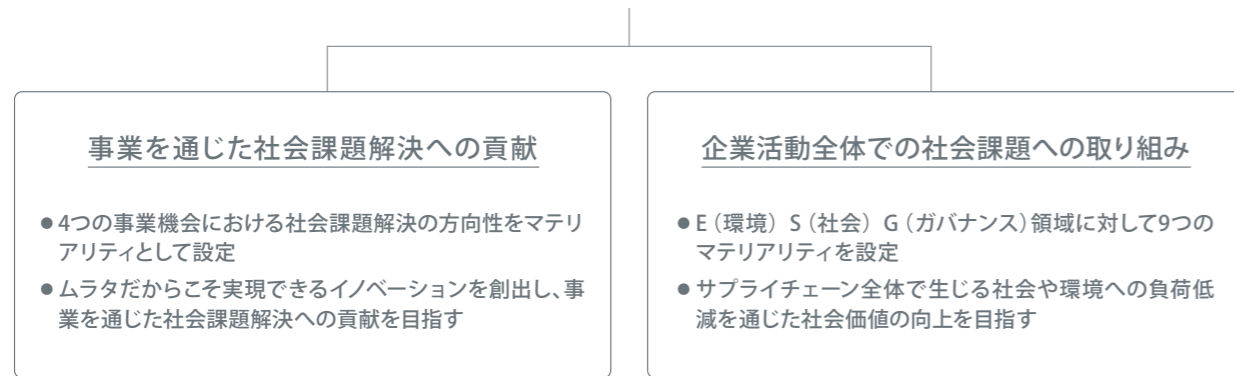 事業を通じた社会課題解決への貢献
● 4つの事業機会における社会課題解決の方向性をマテリ
アリティとして設定
● ムラタだからこそ実現できるイノベーションを創出し、事
業を通じた社会課題解決への貢献を目指す
企業活動全体での社会課題への取り組み
● E（環境） S（社会） G（ガバナンス）領域に対して9つの
マテリアリティを設定
● サプライチェーン全体で生じる社会や環境への負荷低
減を通じた社会価値の向上を目指す